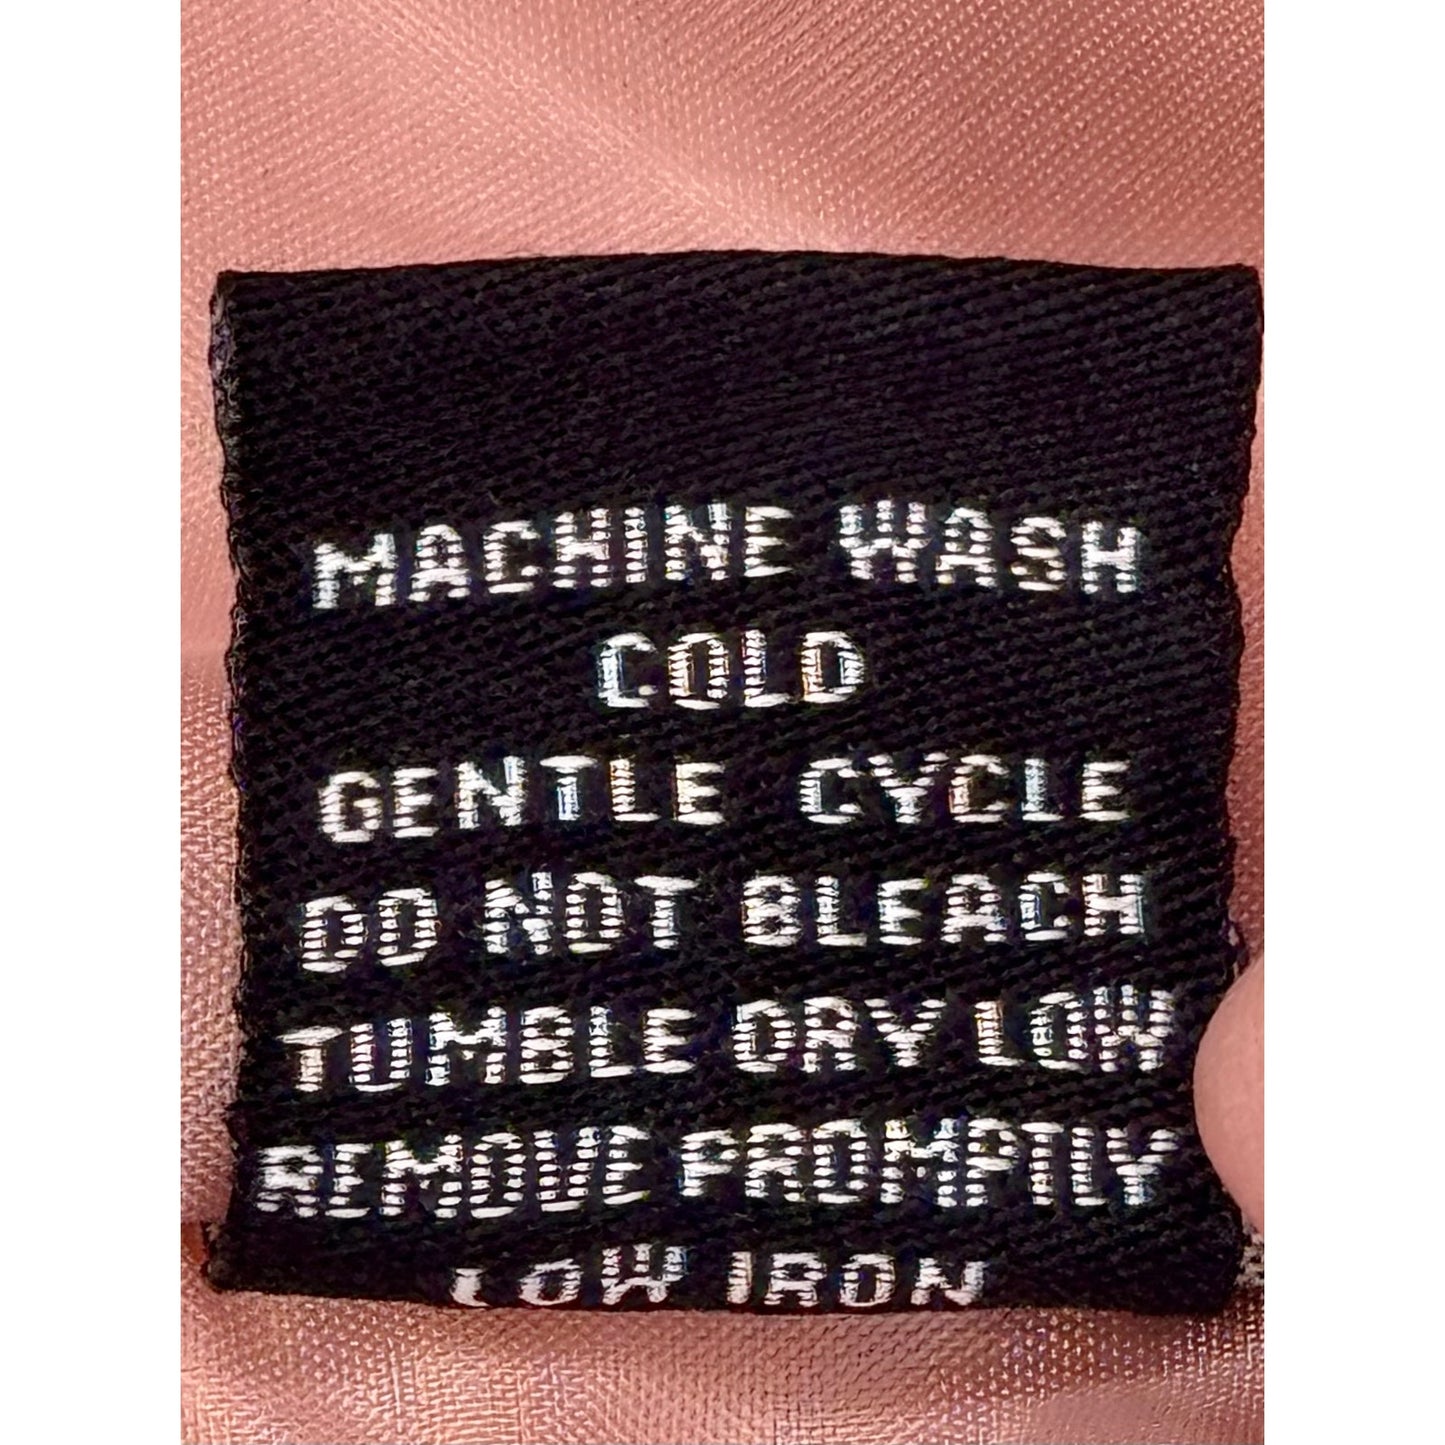 MACHINE WASH
COLD
GENTLE CYCLE
DO NOT BLEACH
TUMBLE DRY LOW
REMOVE PROMPTLY
LOW IRON